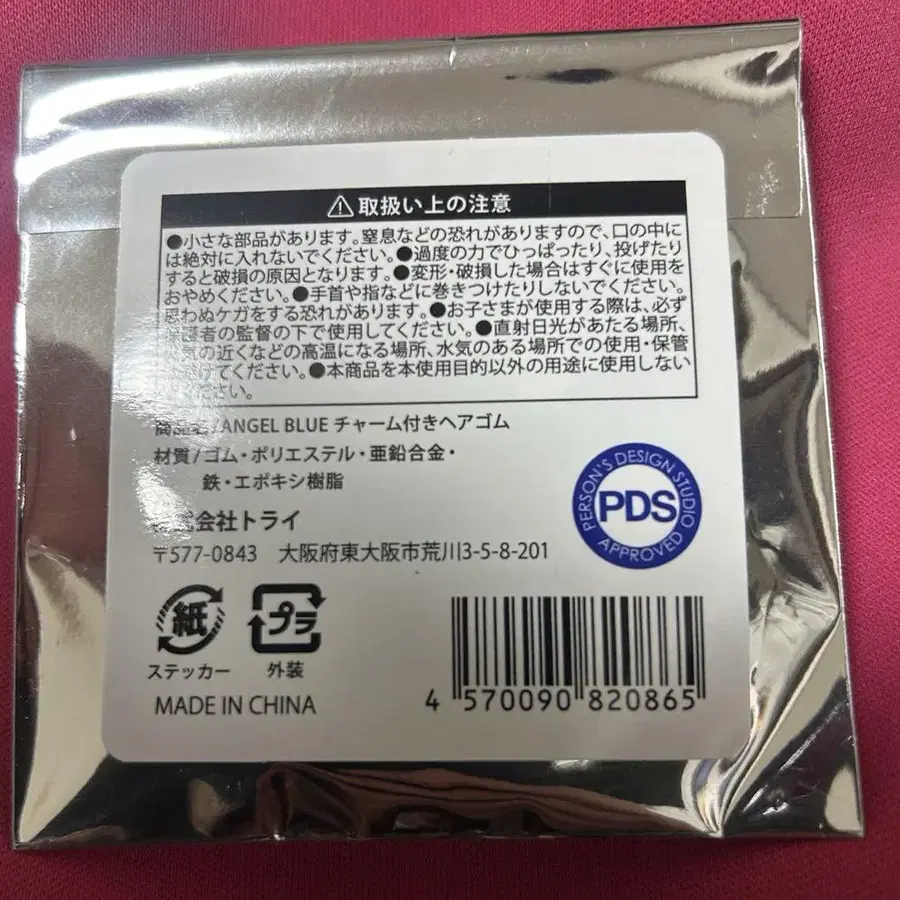 取扱い上の注意
●小さな部品があります。窒息などの恐れがありますので、口の中に
は絶対に入れないでください。●過度の力でひっぱったり、投げたり
すると破損の原因となります。●変形・破損した場合はすぐに使用を
おやめください。●手首や指などに巻きつけたりしないでください。
思わぬケガをする恐れがあります。●お子さまが使用する際は、必ず
護者の監督の下で使用してください。●直射日光があたる場所、
気の近くなどの高温になる場所、水気のある場所での使用・保管
けてください。●本商品を本使用目的以外の用途に使用しない
ださい。
商品名/ANGEL BLUE チャーム付きヘアゴム
材質/ゴム・ポリエステル・亜鉛合金・
鉄・エポキシ樹脂
会社トライ
〒577-0843 大阪府東大阪市荒川3-5-8-201
PERSON'S DESIGN STUDIO
PDS
APPROVED
紙
ステッカー
プラ
外装
MADE IN CHINA
4 570090 820865